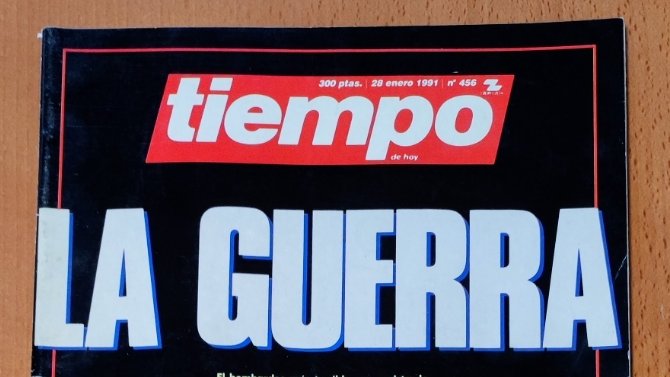 300 ptas. | 28 enero 1991 | nº 456
tiempo
de hoy
LA GUERRA